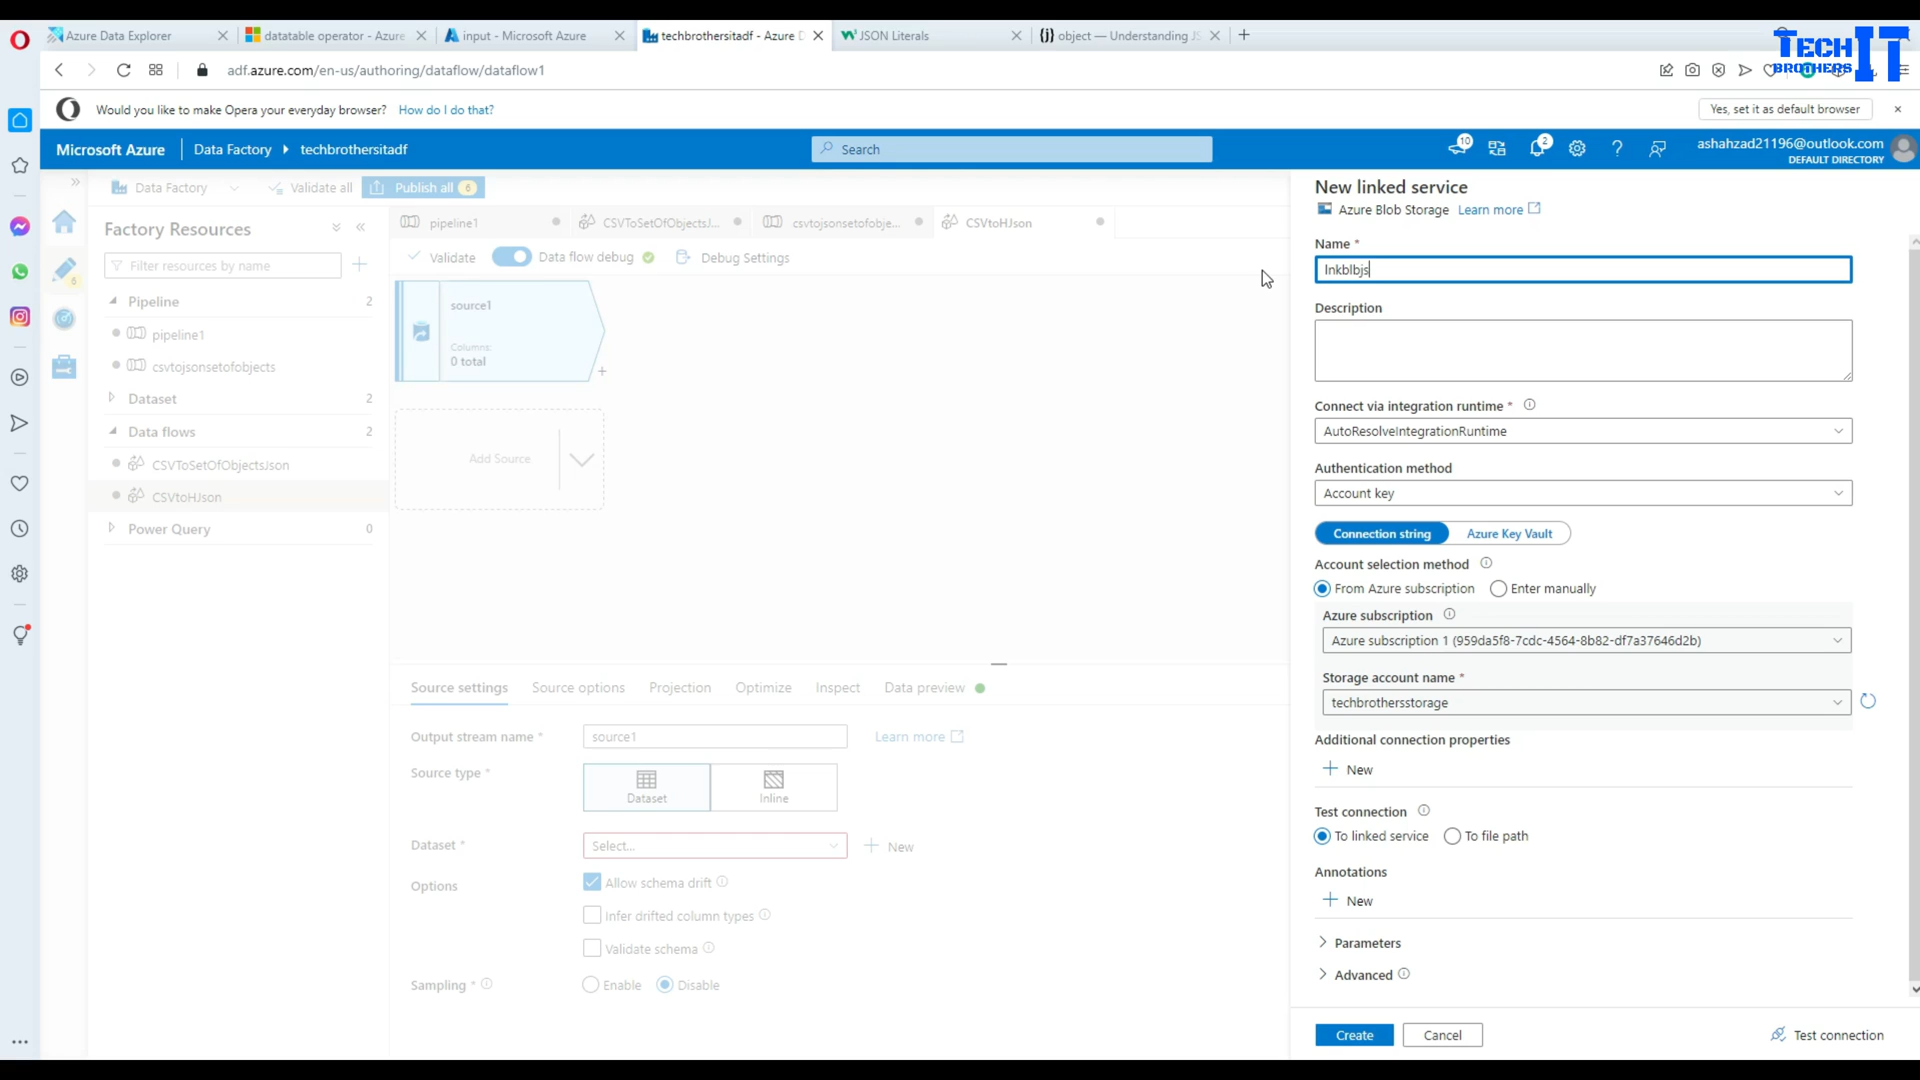 Azure Data Explorer
datatable operator - Azure
input - Microsoft Azure
techbrothersitadf - Azure D
JSON Literals
{j} object — Understanding JS
TECH BROTHERS IT
adf.azure.com/en-us/authoring/dataflow/dataflow1
Would you like to make Opera your everyday browser? How do I do that?
Yes, set it as default browser
Microsoft Azure
Data Factory
techbrothersitadf
Search
10
2
ashahzad21196@outlook.com
DEFAULT DIRECTORY
Data Factory
Validate all
Publish all 6
Factory Resources
Filter resources by name
6
Pipeline 2
pipeline1
csvtojsonsetofobjects
Dataset 2
Data flows 2
CSVToSetOfObjectsJson
CSVtoHJson
Power Query 0
pipeline1
CSVToSetOfObjectsJ...
csvtojsonsetofobje...
CSVtoHJson
Validate
Data flow debug
Debug Settings
source1
Columns:
0 total
Add Source
Source settings
Source options
Projection
Optimize
Inspect
Data preview
Output stream name *
source1
Learn more
Source type *
Dataset
Inline
Dataset *
Select...
New
Options
Allow schema drift
Infer drifted column types
Validate schema
Sampling *
Enable
Disable
New linked service
Azure Blob Storage Learn more
Name *
lnkblbjs
Description
Connect via integration runtime *
AutoResolveIntegrationRuntime
Authentication method
Account key
Connection string
Azure Key Vault
Account selection method
From Azure subscription
Enter manually
Azure subscription
Azure subscription 1 (959da5f8-7cdc-4564-8b82-df7a37646d2b)
Storage account name *
techbrothersstorage
Additional connection properties
New
Test connection
To linked service
To file path
Annotations
New
Parameters
Advanced
Create
Cancel
Test connection